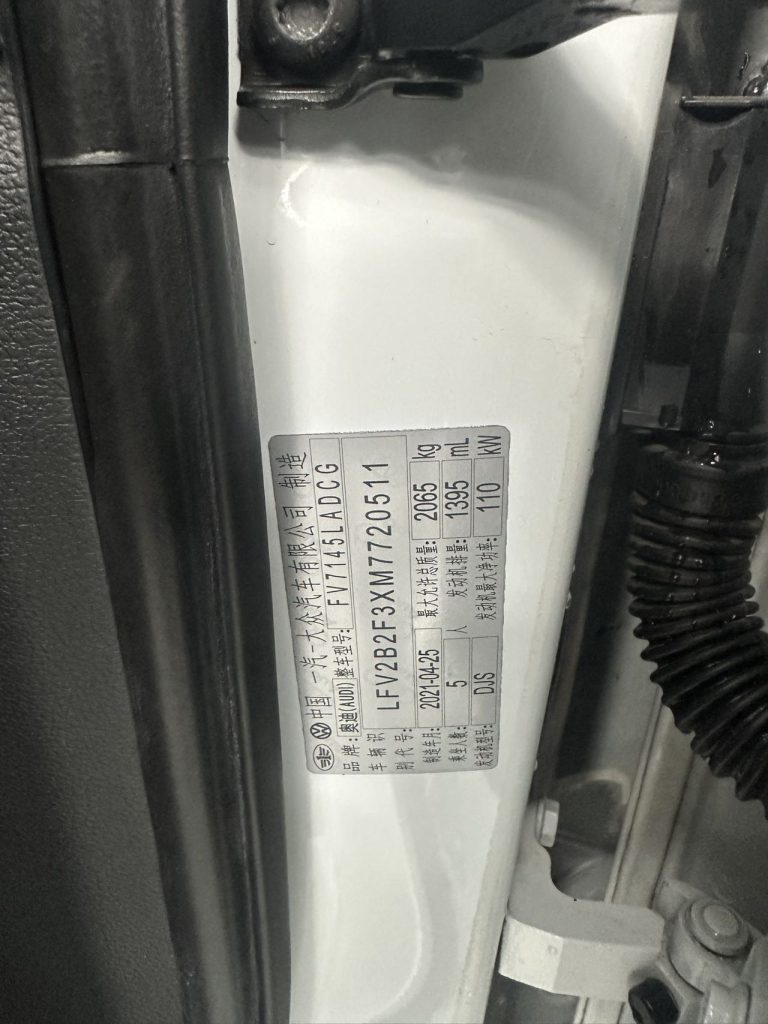 中国 一汽-大众汽车有限公司 制造
品牌: 奥迪(AUDI) 整车型号: FV7145LADCG
车辆识别代号: LFV2B2F3XM7720511
制造年月: 2021-04-25 最大允许总质量: 2065 kg
乘坐人数: 5 人 发动机排量: 1395 mL
发动机型号: DJS 发动机最大净功率: 110 kW